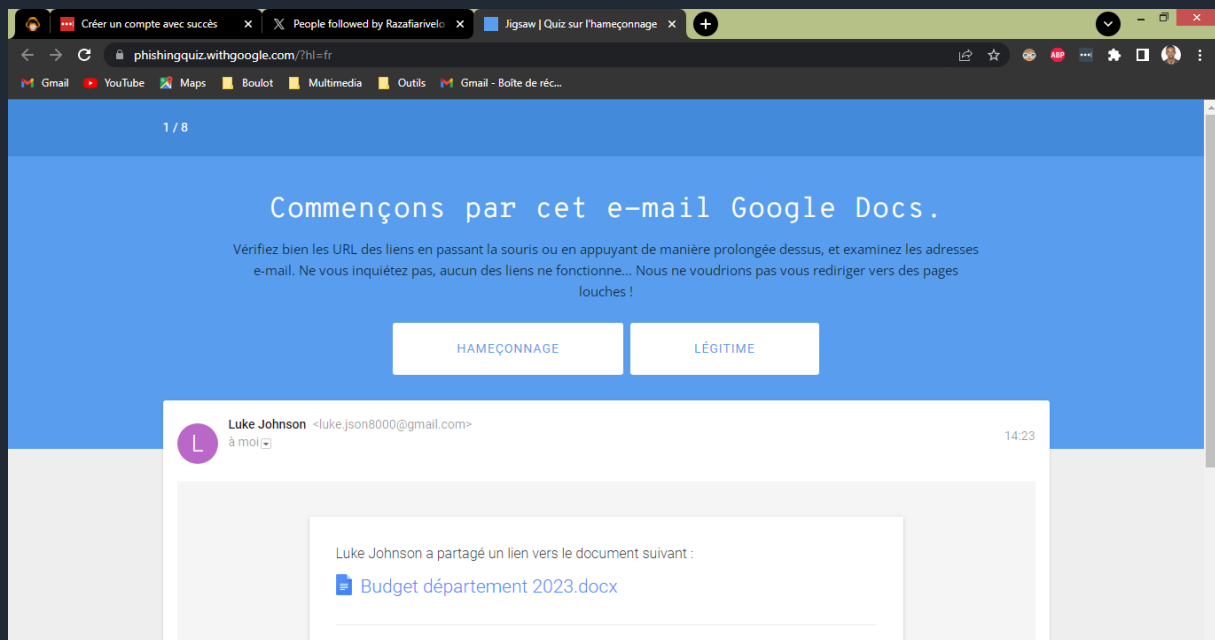 Créer un compte avec succès
People followed by Razafiarivelo
Jigsaw | Quiz sur l'hameçonnage
phishingquiz.withgoogle.com/?hl=fr
ABP
Gmail YouTube Maps Boulot Multimedia Outils Gmail - Boîte de réc...
1 / 8
Commençons par cet e-mail Google Docs.
Vérifiez bien les URL des liens en passant la souris ou en appuyant de manière prolongée dessus, et examinez les adresses
e-mail. Ne vous inquiétez pas, aucun des liens ne fonctionne... Nous ne voudrions pas vous rediriger vers des pages
louches !
HAMEÇONNAGE LÉGITIME
L
Luke Johnson <luke.json8000@gmail.com>
à moi
14:23
Luke Johnson a partagé un lien vers le document suivant :
Budget département 2023.docx